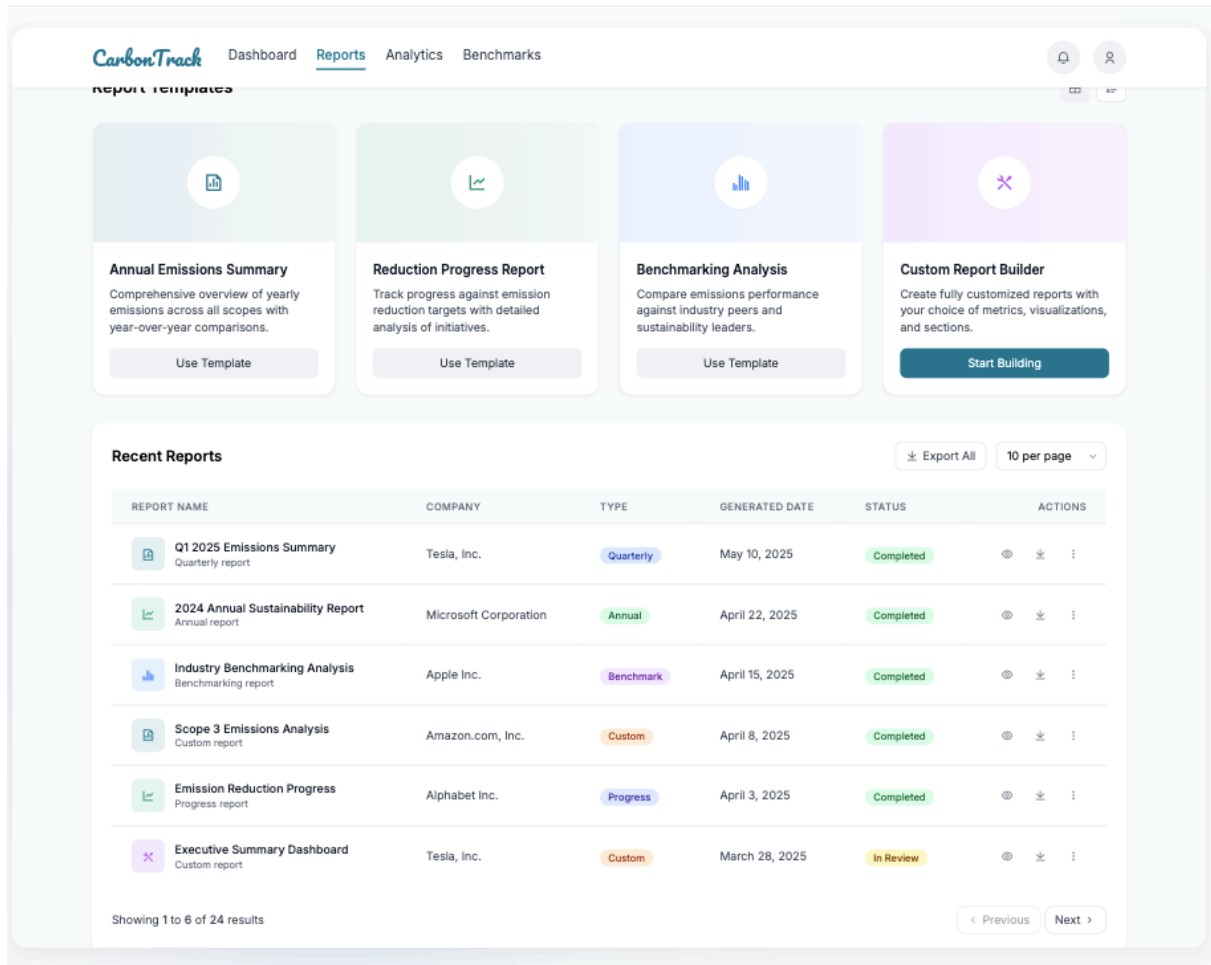 CarbonTrack
Dashboard
Reports
Analytics
Benchmarks
Report Templates
Annual Emissions Summary
Comprehensive overview of yearly
emissions across all scopes with
year-over-year comparisons.
Use Template
Reduction Progress Report
Track progress against emission
reduction targets with detailed
analysis of initiatives.
Use Template
Benchmarking Analysis
Compare emissions performance
against industry peers and
sustainability leaders.
Use Template
Custom Report Builder
Create fully customized reports with
your choice of metrics, visualizations,
and sections.
Start Building
Recent Reports
Export All
10 per page
REPORT NAME COMPANY TYPE GENERATED DATE STATUS ACTIONS
Q1 2025 Emissions Summary
Quarterly report
Tesla, Inc.
Quarterly
May 10, 2025
Completed
2024 Annual Sustainability Report
Annual report
Microsoft Corporation
Annual
April 22, 2025
Completed
Industry Benchmarking Analysis
Benchmarking report
Apple Inc.
Benchmark
April 15, 2025
Completed
Scope 3 Emissions Analysis
Custom report
Amazon.com, Inc.
Custom
April 8, 2025
Completed
Emission Reduction Progress
Progress report
Alphabet Inc.
Progress
April 3, 2025
Completed
Executive Summary Dashboard
Custom report
Tesla, Inc.
Custom
March 28, 2025
In Review
Showing 1 to 6 of 24 results
Previous
Next